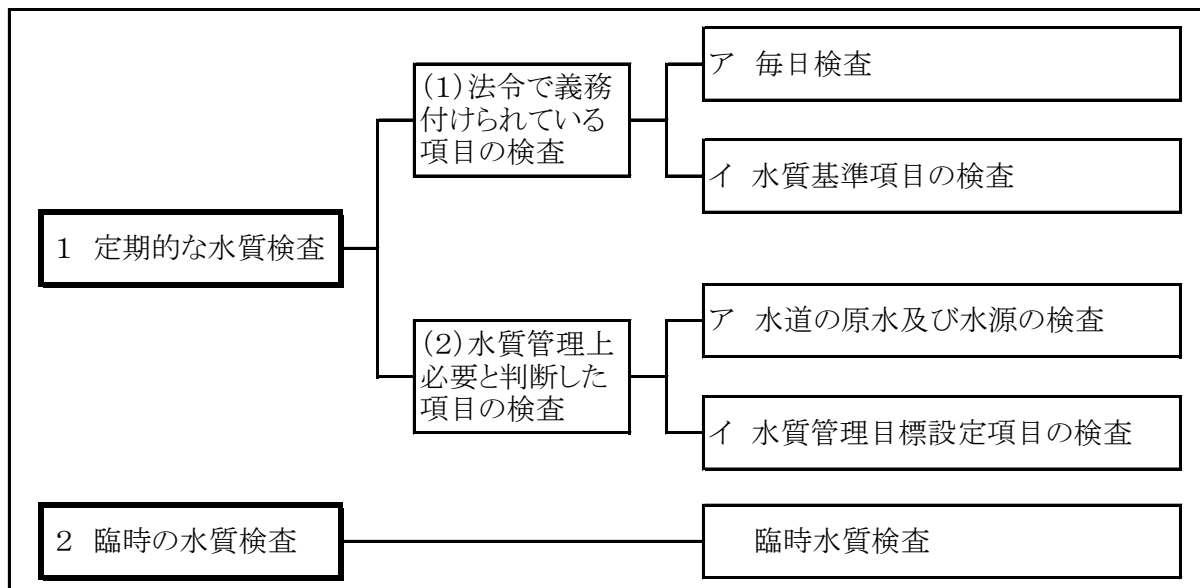 1 定期的な水質検査
(1)法令で義務
付けられている
項目の検査
ア 毎日検査
イ 水質基準項目の検査
(2)水質管理上
必要と判断した
項目の検査
ア 水道の原水及び水源の検査
イ 水質管理目標設定項目の検査
2 臨時の水質検査
臨時水質検査